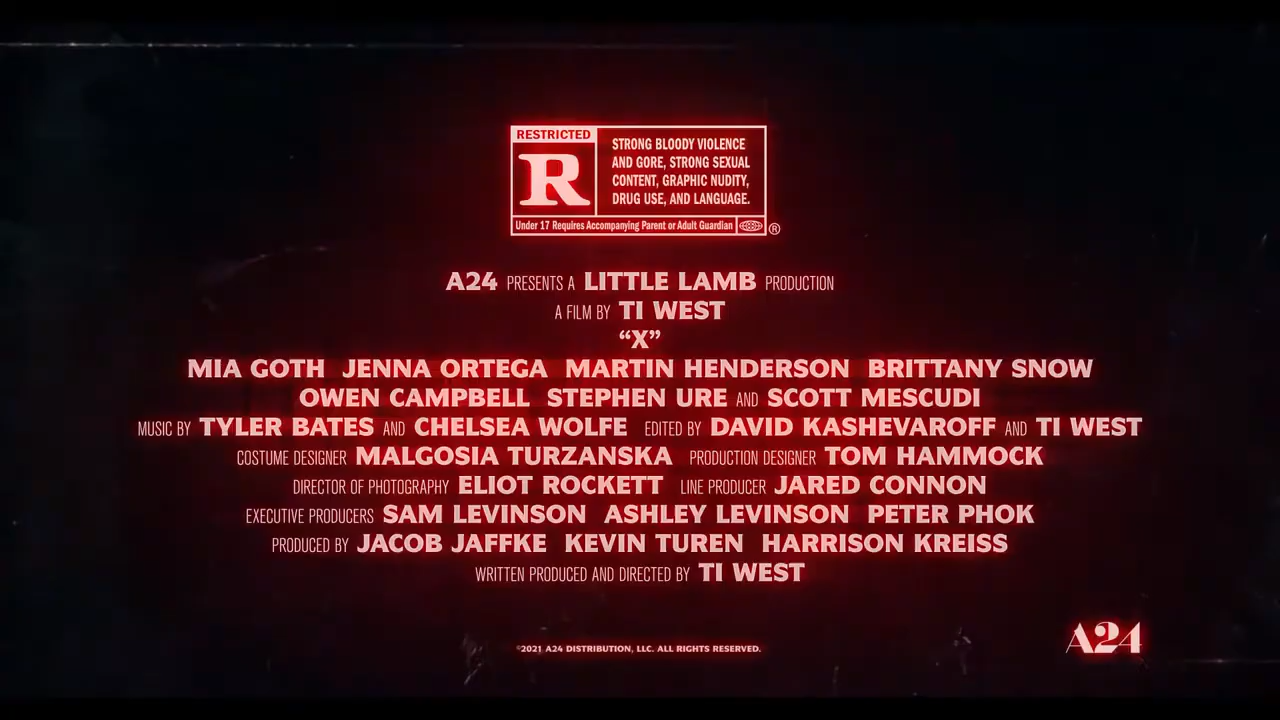 RESTRICTED
R
STRONG BLOODY VIOLENCE
AND GORE, STRONG SEXUAL
CONTENT, GRAPHIC NUDITY,
DRUG USE, AND LANGUAGE.
Under 17 Requires Accompanying Parent or Adult Guardian
®
A24 PRESENTS A LITTLE LAMB PRODUCTION
A FILM BY TI WEST
“X”
MIA GOTH JENNA ORTEGA MARTIN HENDERSON BRITTANY SNOW
OWEN CAMPBELL STEPHEN URE AND SCOTT MESCUDI
MUSIC BY TYLER BATES AND CHELSEA WOLFE EDITED BY DAVID KASHEVAROFF AND TI WEST
COSTUME DESIGNER MALGOSIA TURZANSKA PRODUCTION DESIGNER TOM HAMMOCK
DIRECTOR OF PHOTOGRAPHY ELIOT ROCKETT LINE PRODUCER JARED CONNON
EXECUTIVE PRODUCERS SAM LEVINSON ASHLEY LEVINSON PETER PHOK
PRODUCED BY JACOB JAFFKE KEVIN TUREN HARRISON KREISS
WRITTEN PRODUCED AND DIRECTED BY TI WEST
©2021 A24 DISTRIBUTION, LLC. ALL RIGHTS RESERVED.
A24